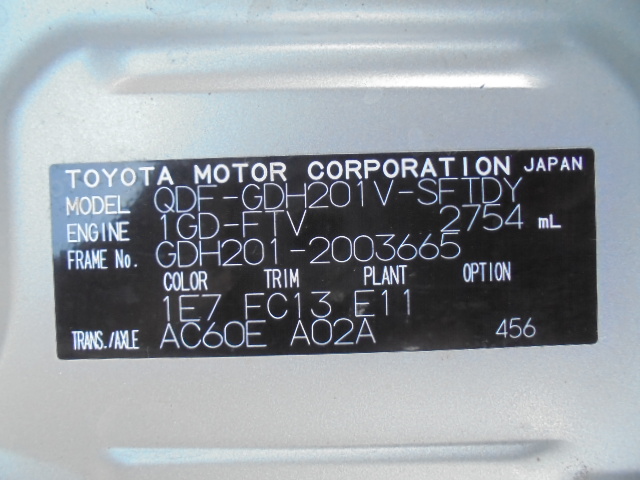 TOYOTA MOTOR CORPORATION JAPAN
MODEL QDF-GDH201V-SFTDY
ENGINE 1GD-FTV 2754 mL
FRAME No. GDH201-2003665
COLOR TRIM PLANT OPTION
1E7 FC13 E11
TRANS./AXLE AC60E A02A 456